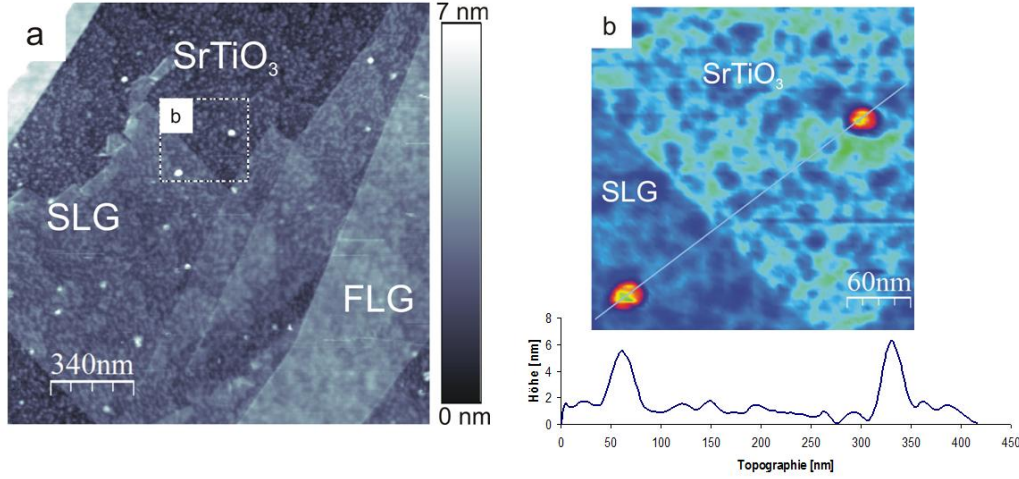 a
SrTiO3
b
SLG
FLG
340nm
7 nm
0 nm
b
SrTiO3
SLG
60nm
Höhe [nm]
8
6
4
2
0
0 50 100 150 200 250 300 350 400 450
Topographie [nm]